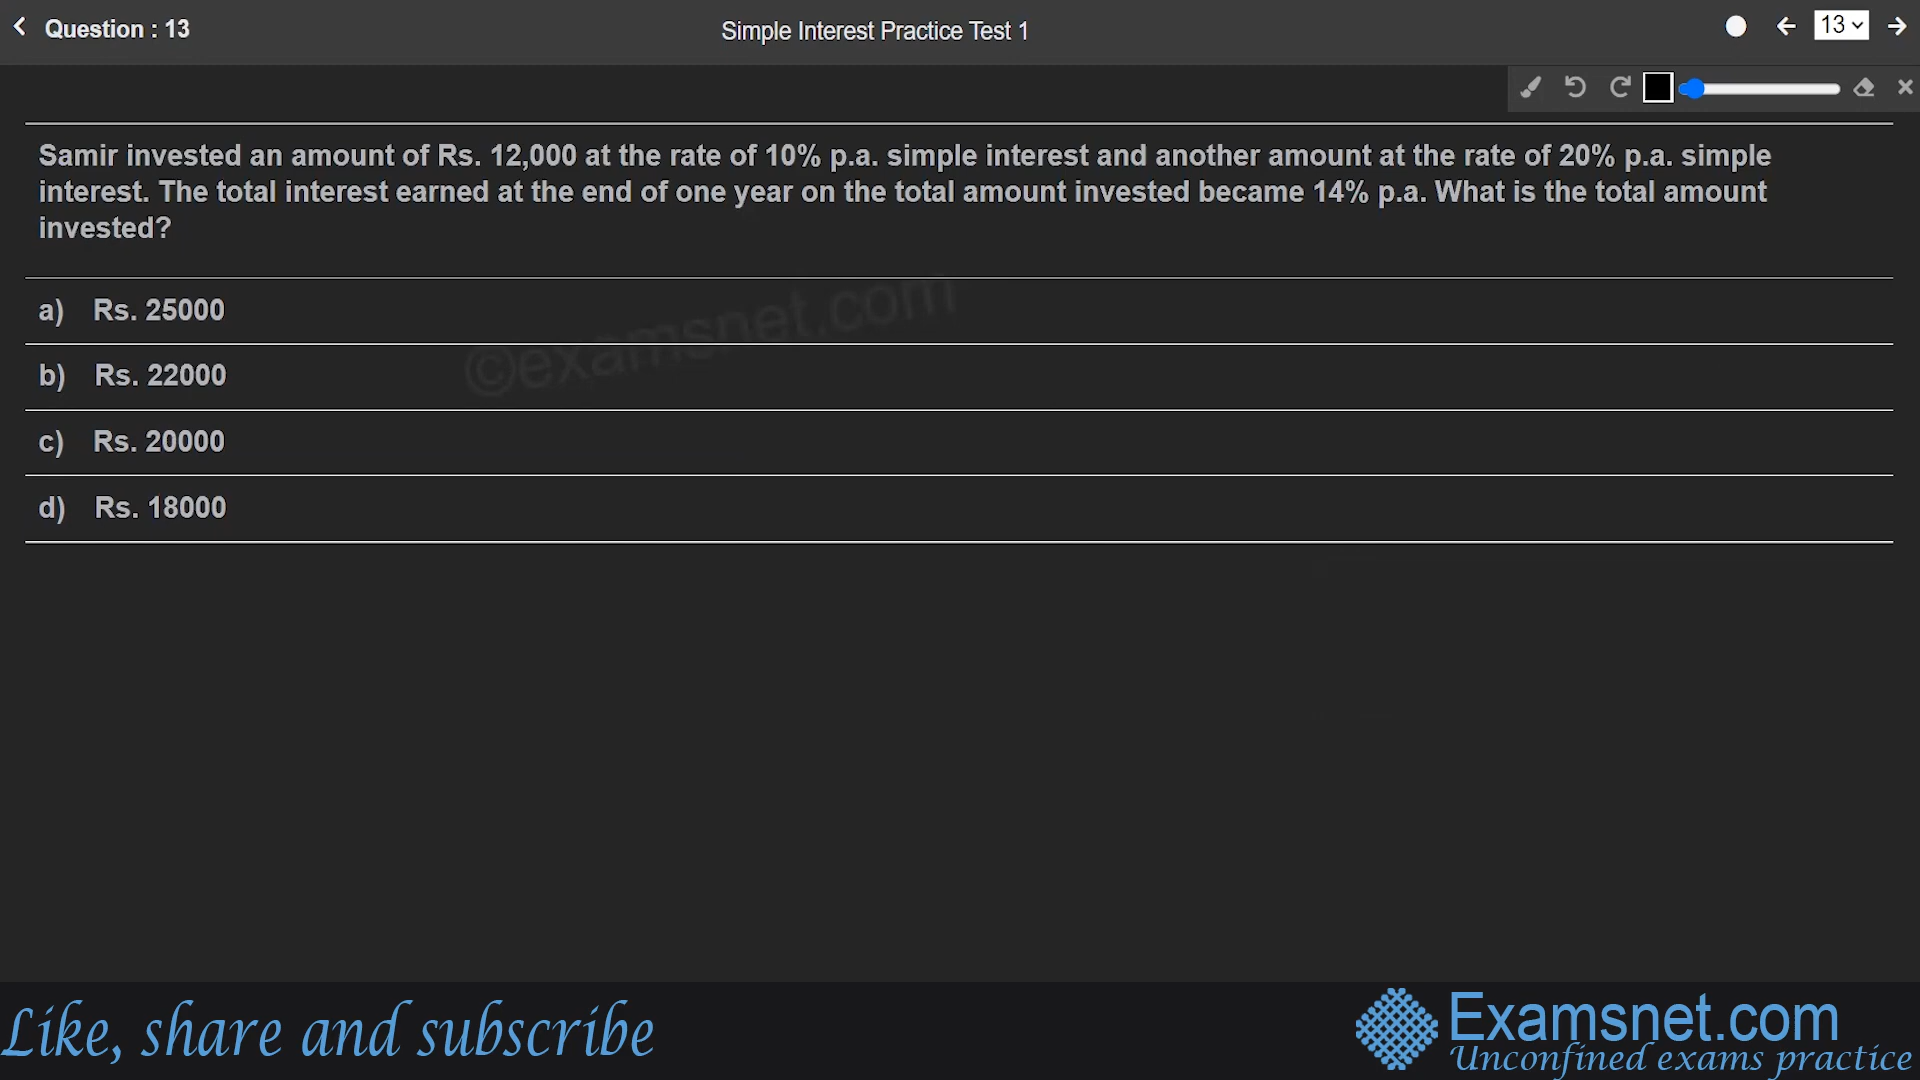 Question : 13
Simple Interest Practice Test 1
13
Samir invested an amount of Rs. 12,000 at the rate of 10% p.a. simple interest and another amount at the rate of 20% p.a. simple
interest. The total interest earned at the end of one year on the total amount invested became 14% p.a. What is the total amount
invested?
a) Rs. 25000
©examsnet.com
b) Rs. 22000
c) Rs. 20000
d) Rs. 18000
Like, share and subscribe
Examsnet.com
Unconfined exams practice